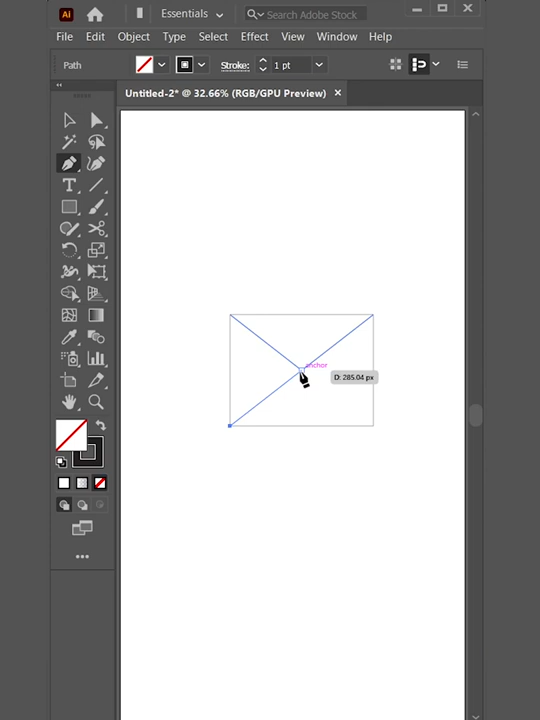 Ai
Essentials
Search Adobe Stock
File Edit Object Type Select Effect View Window Help
Path
Stroke:
1 pt
Untitled-2* @ 32.66% (RGB/GPU Preview)
anchor
D: 285.04 px